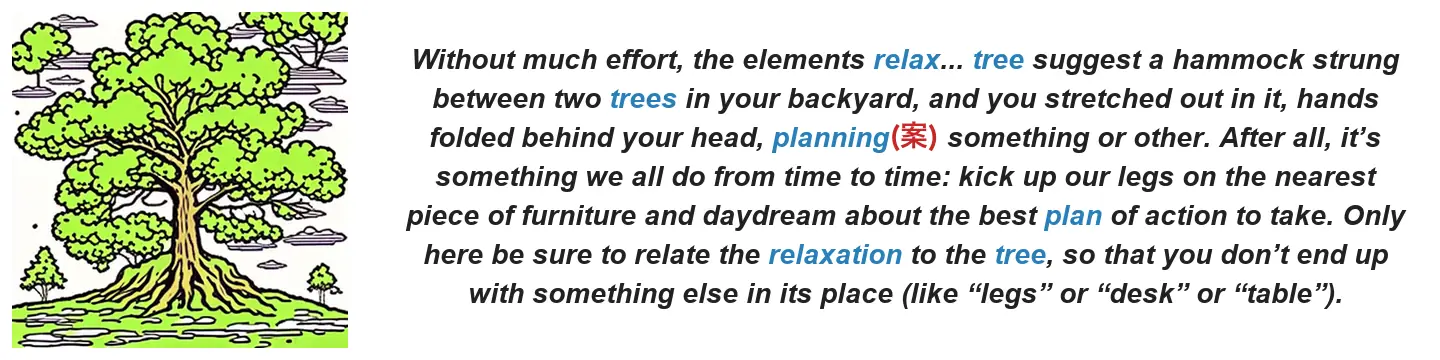 Without much effort, the elements relax... tree suggest a hammock strung
between two trees in your backyard, and you stretched out in it, hands
folded behind your head, planning(案) something or other. After all, it’s
something we all do from time to time: kick up our legs on the nearest
piece of furniture and daydream about the best plan of action to take. Only
here be sure to relate the relaxation to the tree, so that you don’t end up
with something else in its place (like “legs” or “desk” or “table”).